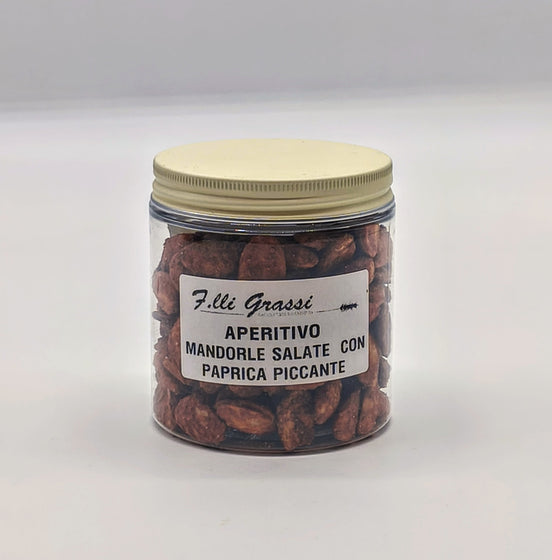 F.lli Grassi
APERITIVO
MANDORLE SALATE CON
PAPRICA PICCANTE